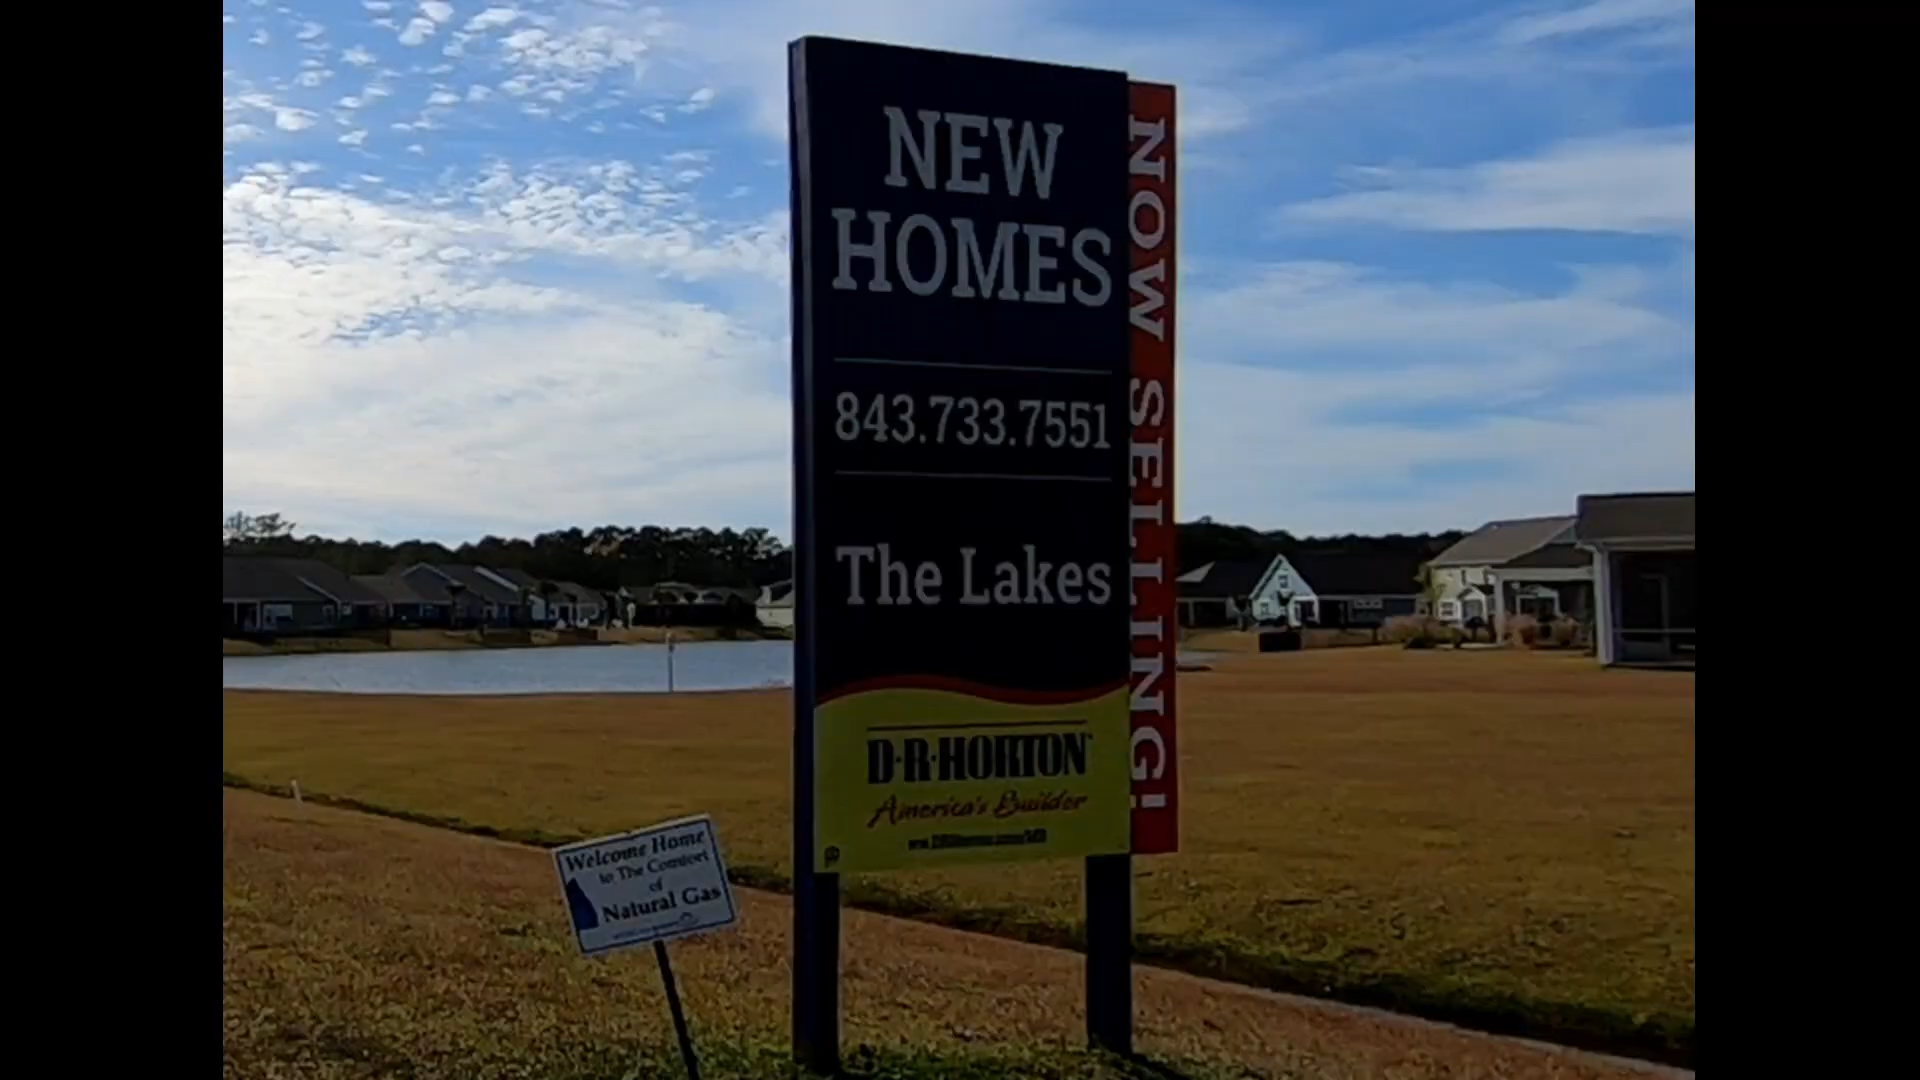 NEW
HOMES
843.733.7551
The Lakes
NOW SELLING!
D·R·HORTON
America's Builder
Welcome Home
to The Comfort
of
Natural Gas